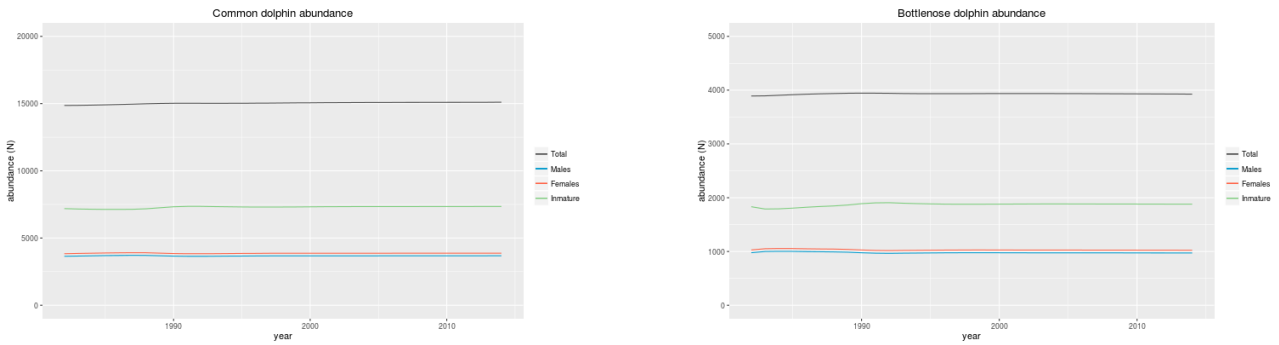 Common dolphin abundance
20000
15000
10000
5000
0
abundance (N)
1990
2000
2010
year
Total
Males
Females
Inmature
Bottlenose dolphin abundance
5000
4000
3000
2000
1000
0
abundance (N)
1990
2000
2010
year
Total
Males
Females
Inmature